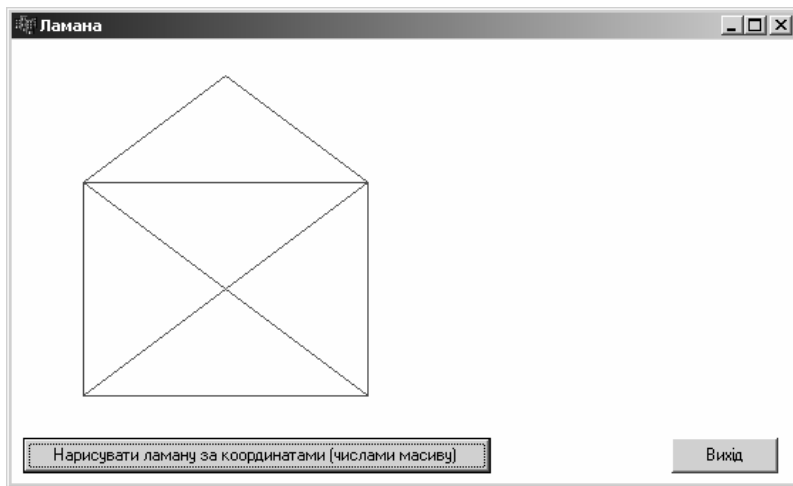 Ламана
Нарисувати ламану за координатами (числами масиву)
Вихід